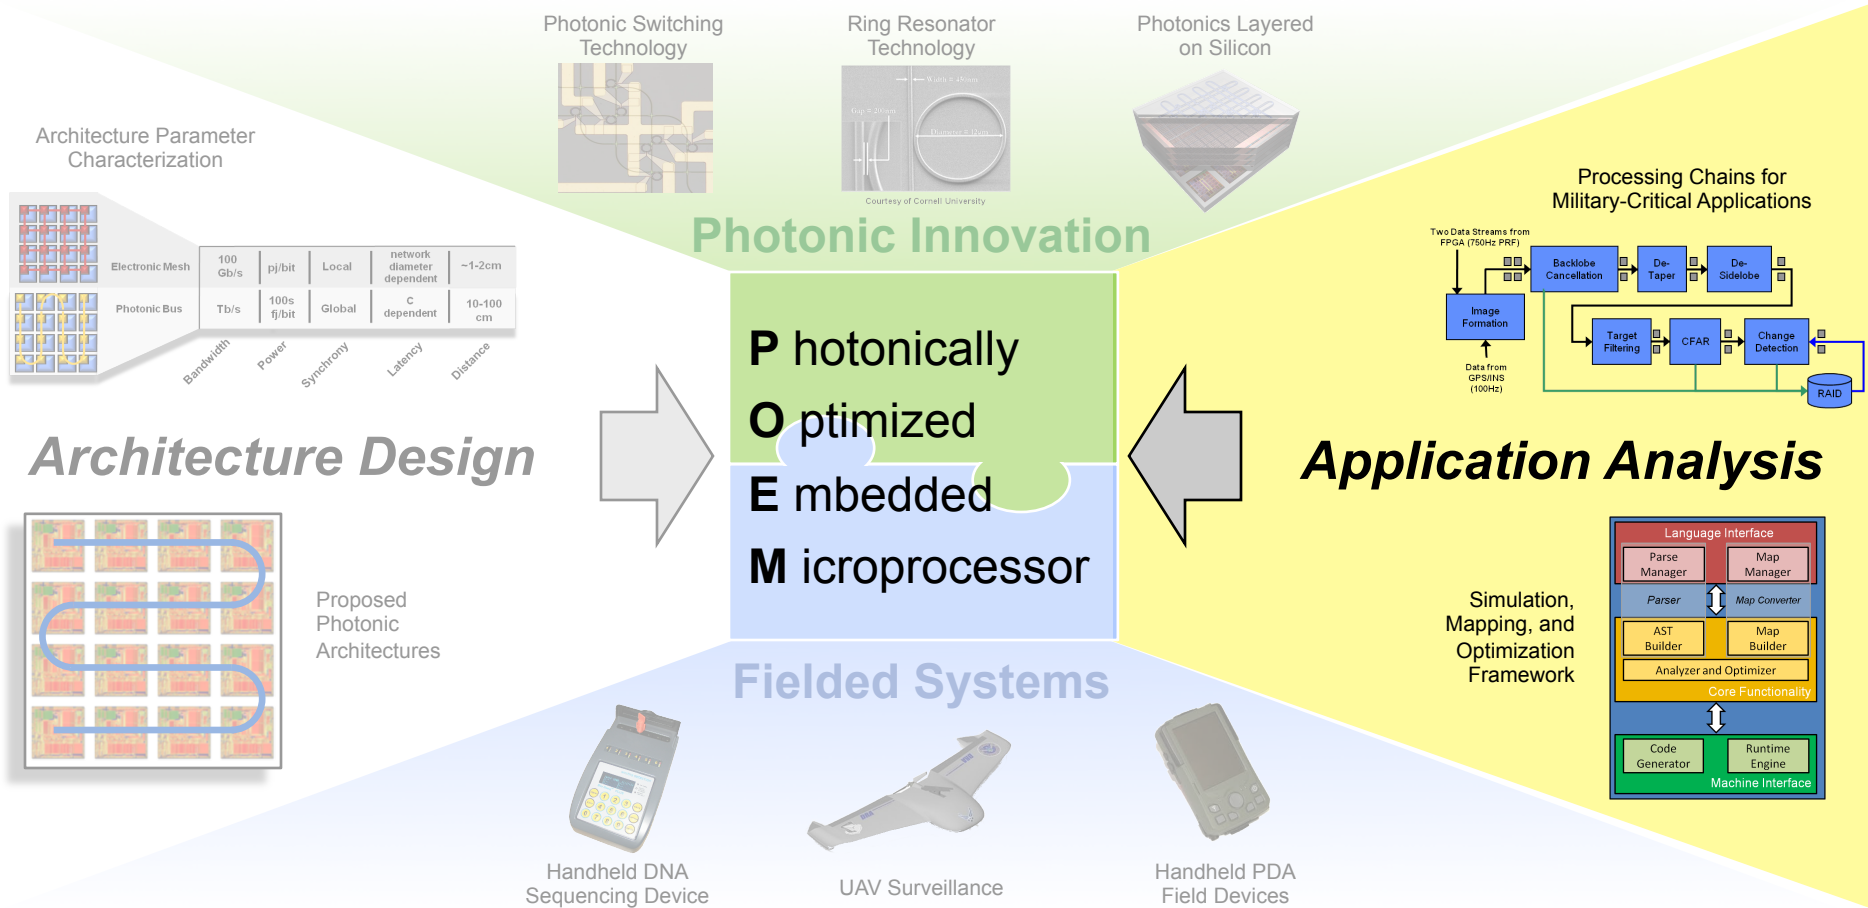 Photonic Switching
Technology
Ring Resonator
Technology
Photonics Layered
on Silicon
Width = 450nm
Gap = 200nm
Diameter = 12um
Courtesy of Cornell University
Photonic Innovation
Architecture Parameter
Characterization
Electronic Mesh
100
Gb/s
pj/bit
Local
network
diameter
dependent
~1-2cm
Photonic Bus
Tb/s
100s
fj/bit
Global
c
dependent
10-100
cm
Bandwidth
Power
Synchrony
Latency
Distance
Architecture Design
Proposed
Photonic
Architectures
P hotonically
O ptimized
E mbedded
M icroprocessor
Processing Chains for
Military-Critical Applications
Two Data Streams from
FPGA (750Hz PRF)
Backlobe
Cancellation
De-
Taper
De-
Sidelobe
Image
Formation
Target
Filtering
CFAR
Change
Detection
Data from
GPS/INS
(100Hz)
RAID
Application Analysis
Simulation,
Mapping, and
Optimization
Framework
Language Interface
Parse
Manager
Map
Manager
Parser
Map Converter
AST
Builder
Map
Builder
Analyzer and Optimizer
Core Functionality
Code
Generator
Runtime
Engine
Machine Interface
Fielded Systems
Handheld DNA
Sequencing Device
UAV Surveillance
Handheld PDA
Field Devices